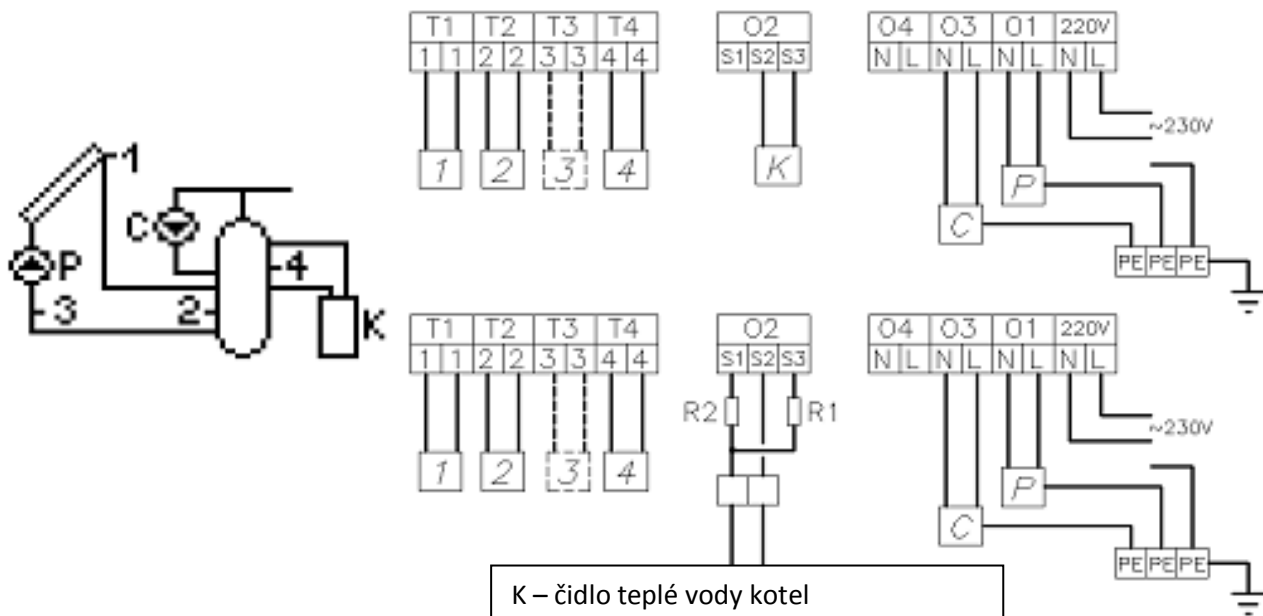 T1 T2 T3 T4
1 1 2 2 3 3 4 4
1 2 3 4
O2
S1 S2 S3
K
O4 O3 O1 220V
N L N L N L N L
~230V
P
C
PE PE PE
1
C
P
4
3
2
K
T1 T2 T3 T4
1 1 2 2 3 3 4 4
1 2 3 4
O2
S1 S2 S3
R2 R1
O4 O3 O1 220V
N L N L N L N L
~230V
P
C
PE PE PE
K – čidlo teplé vody kotel